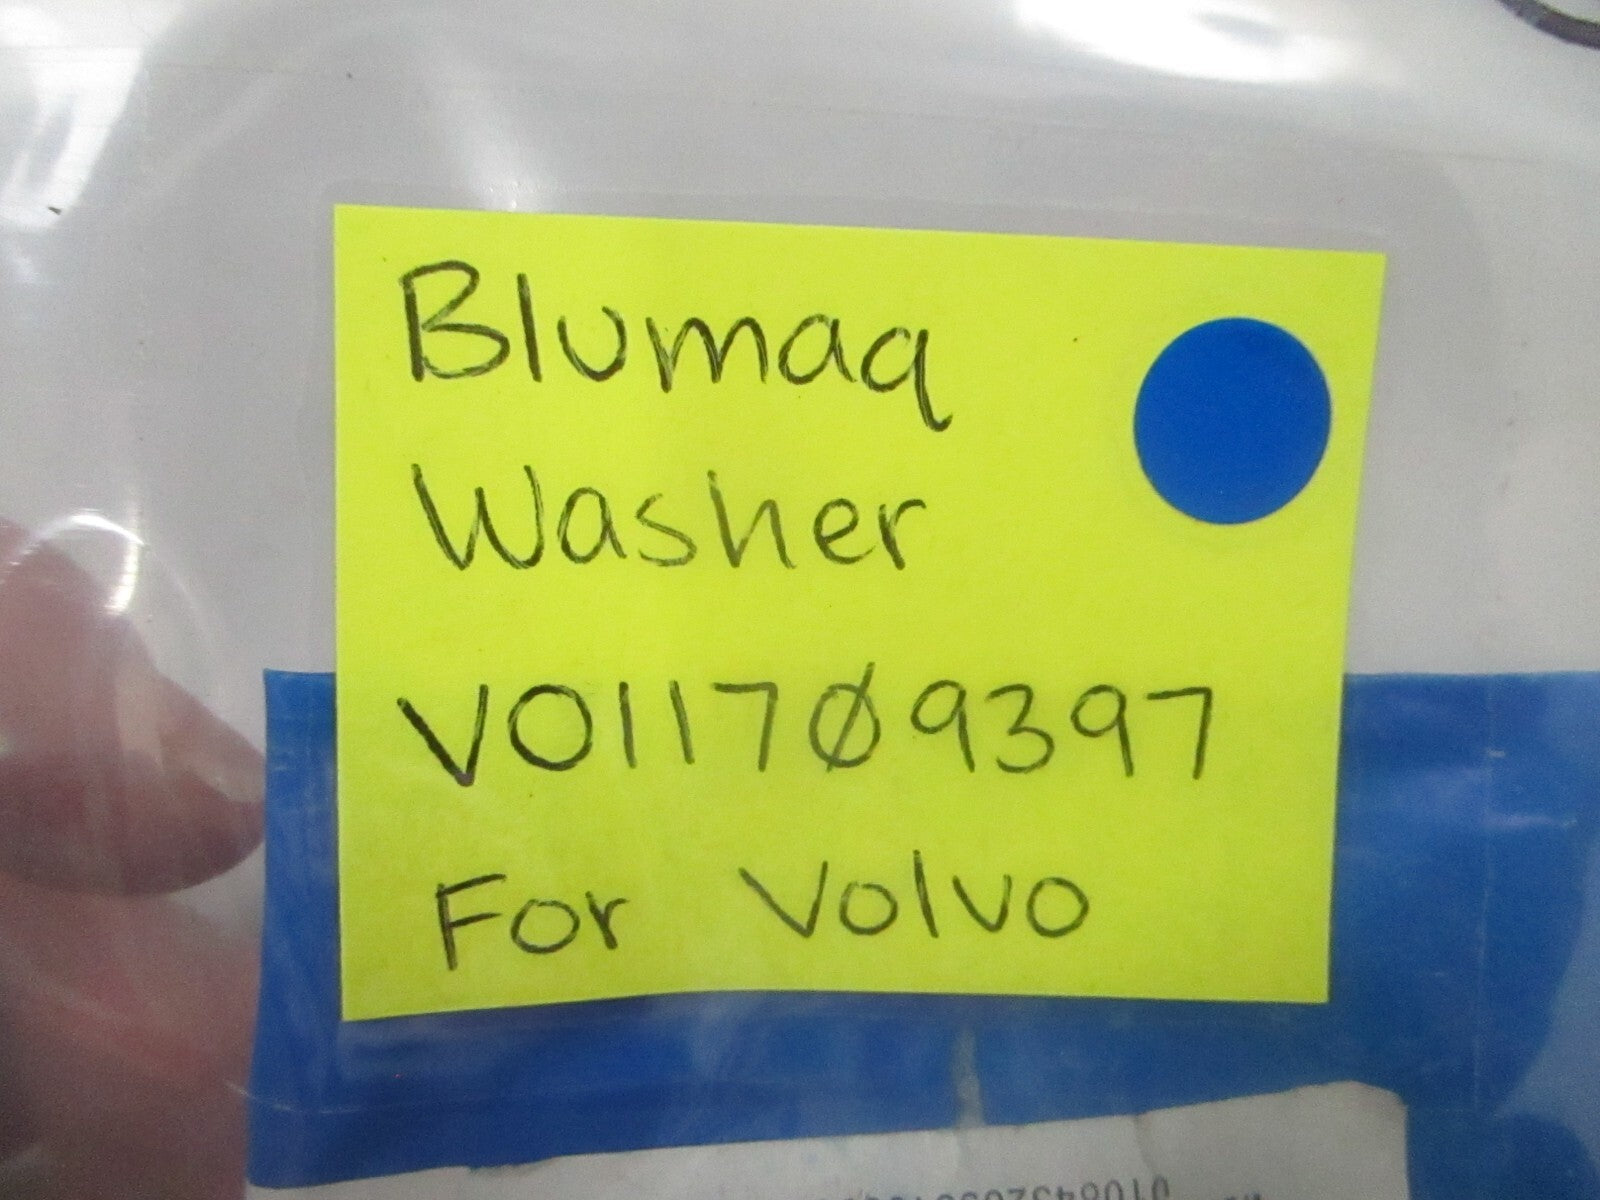 Blumaq
Washer
VO117Ø9397
For Volvo